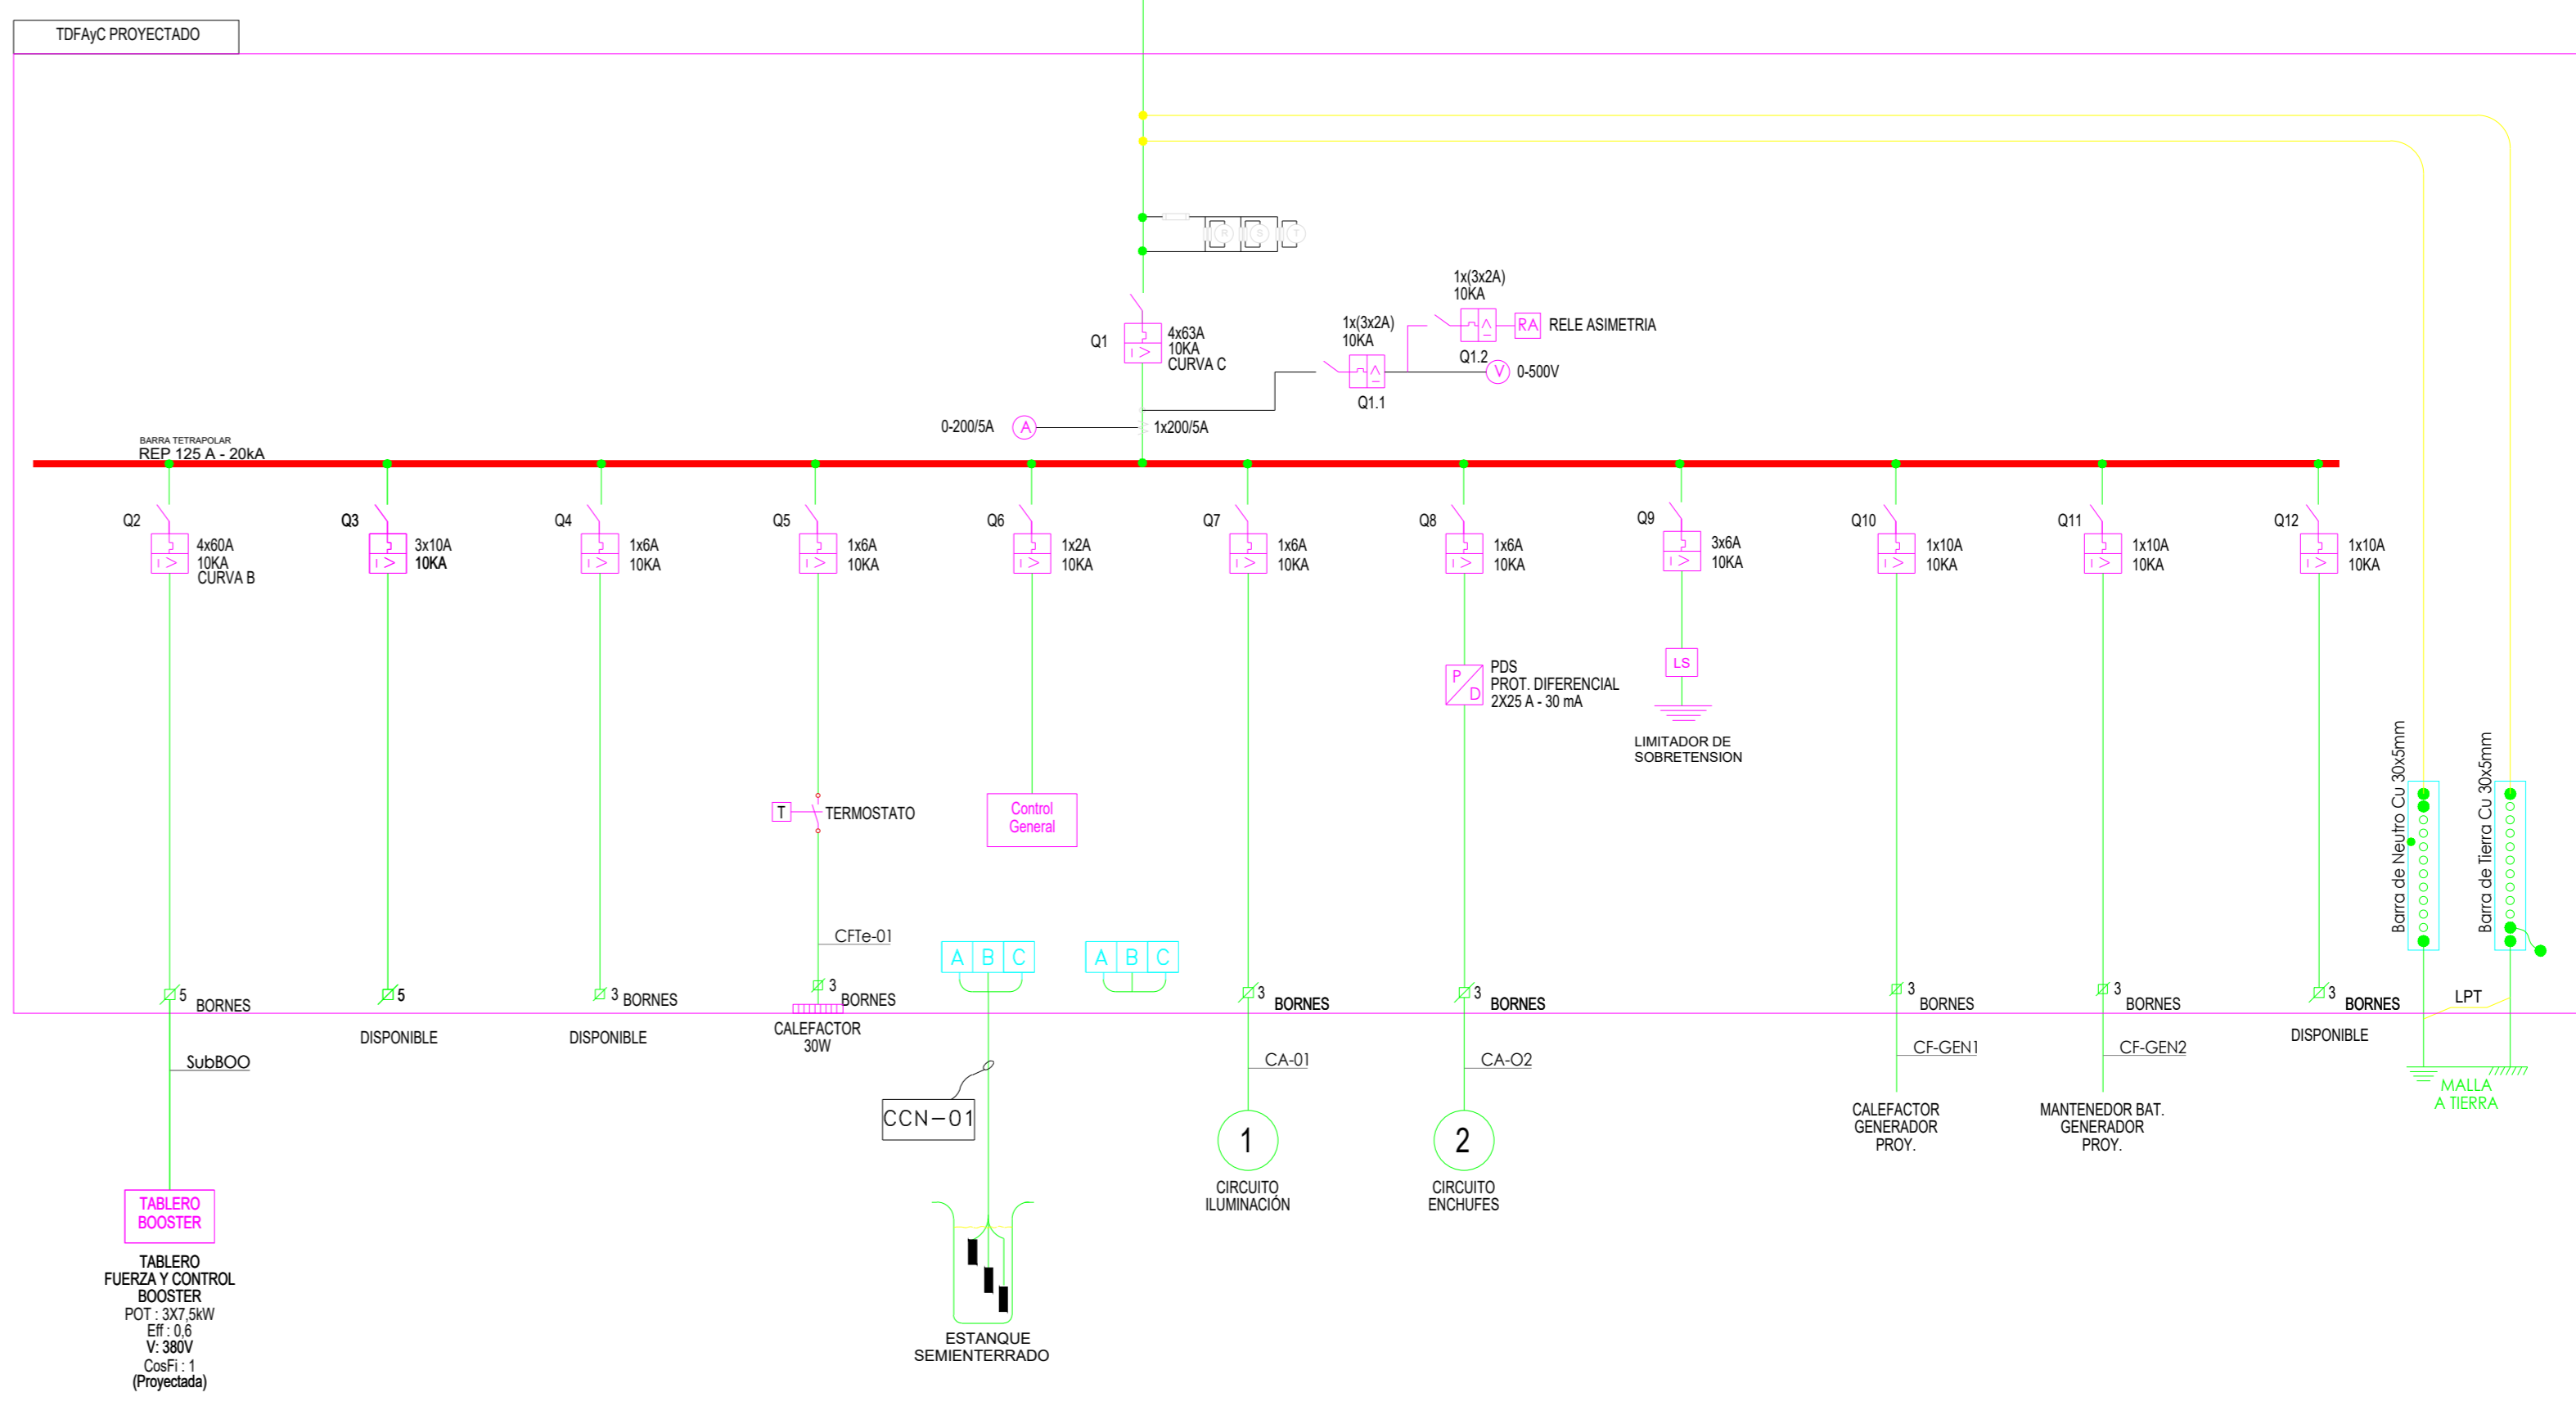 TDFAyC PROYECTADO
R
S
T
Q1
4x63A
10KA
CURVA C
1x(3x2A)
10KA
Q1.1
1x(3x2A)
10KA
Q1.2
RA
RELE ASIMETRIA
V
0-500V
0-200/5A
A
1x200/5A
BARRA TETRAPOLAR
REP 125 A - 20kA
Q2
4x60A
10KA
CURVA B
Q3
3x10A
10KA
Q4
1x6A
10KA
Q5
1x6A
10KA
Q6
1x2A
10KA
Q7
1x6A
10KA
Q8
1x6A
10KA
Q9
3x6A
10KA
Q10
1x10A
10KA
Q11
1x10A
10KA
Q12
1x10A
10KA
P
D
PDS
PROT. DIFERENCIAL
2X25 A - 30 mA
LS
LIMITADOR DE
SOBRETENSION
T
TERMOSTATO
Control
General
CFTe-01
A B C
A B C
Barra de Neutro Cu 30x5mm
Barra de Tierra Cu 30x5mm
5
BORNES
5
DISPONIBLE
3
BORNES
DISPONIBLE
3
BORNES
CALEFACTOR
30W
3
BORNES
3
BORNES
3
BORNES
3
BORNES
3
BORNES
DISPONIBLE
LPT
SubBOO
CCN-01
CA-01
CA-O2
CF-GEN1
CF-GEN2
MALLA
A TIERRA
1
CIRCUITO
ILUMINACIÓN
2
CIRCUITO
ENCHUFES
CALEFACTOR
GENERADOR
PROY.
MANTENEDOR BAT.
GENERADOR
PROY.
TABLERO
BOOSTER
TABLERO
FUERZA Y CONTROL
BOOSTER
POT : 3X7,5kW
Eff : 0,6
V: 380V
CosFi : 1
(Proyectada)
ESTANQUE
SEMIENTERRADO